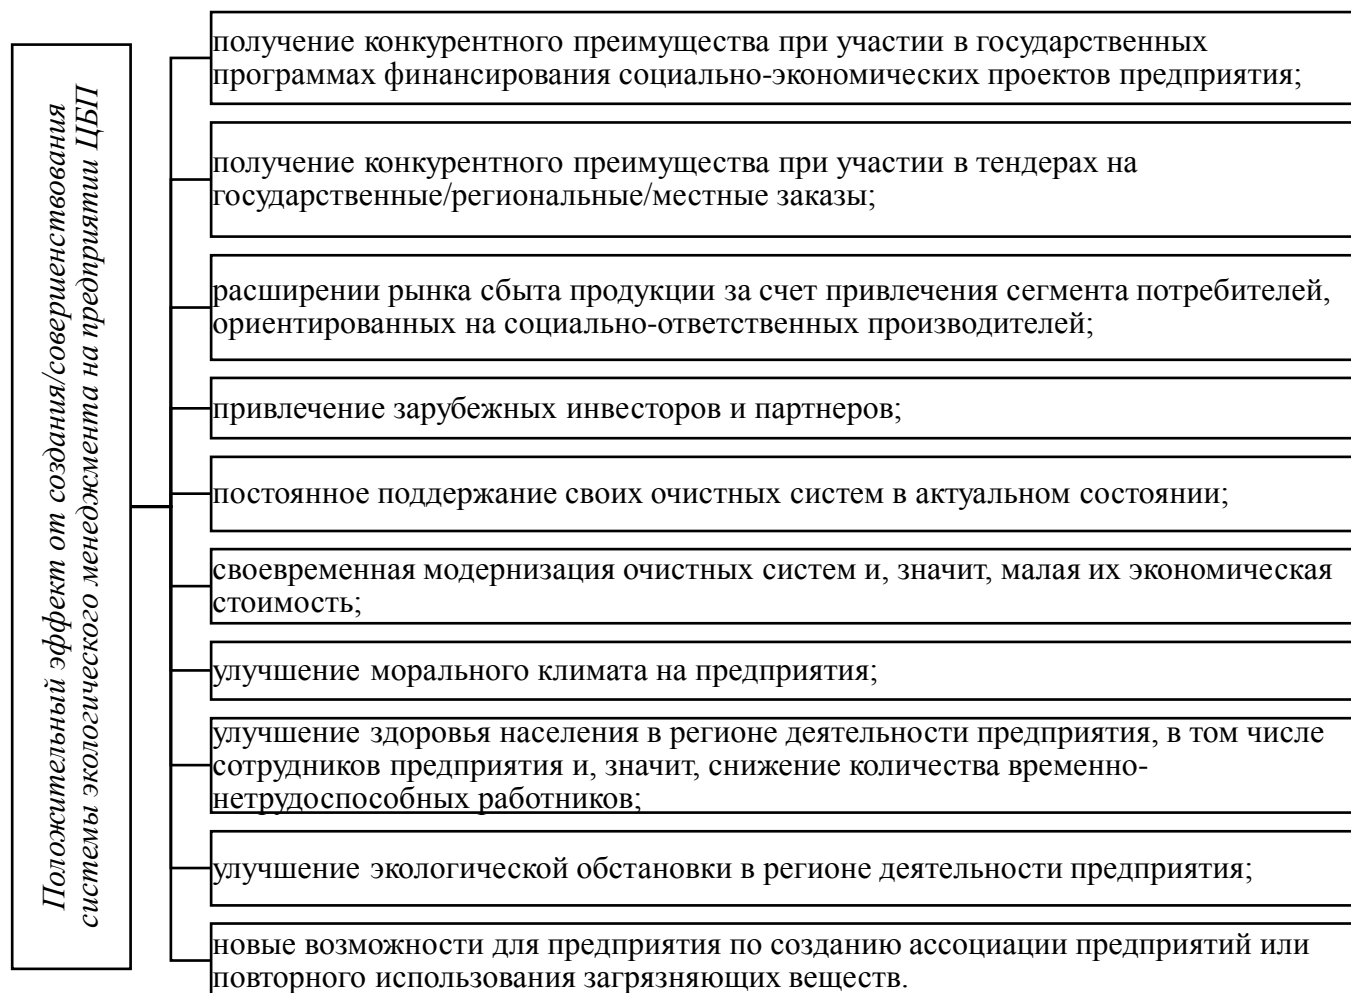 Положительный эффект от создания/совершенствования
системы экологического менеджмента на предприятии ЦБП
получение конкурентного преимущества при участии в государственных
программах финансирования социально-экономических проектов предприятия;
получение конкурентного преимущества при участии в тендерах на
государственные/региональные/местные заказы;
расширении рынка сбыта продукции за счет привлечения сегмента потребителей,
ориентированных на социально-ответственных производителей;
привлечение зарубежных инвесторов и партнеров;
постоянное поддержание своих очистных систем в актуальном состоянии;
своевременная модернизация очистных систем и, значит, малая их экономическая
стоимость;
улучшение морального климата на предприятия;
улучшение здоровья населения в регионе деятельности предприятия, в том числе
сотрудников предприятия и, значит, снижение количества временно-
нетрудоспособных работников;
улучшение экологической обстановки в регионе деятельности предприятия;
новые возможности для предприятия по созданию ассоциации предприятий или
повторного использования загрязняющих веществ.